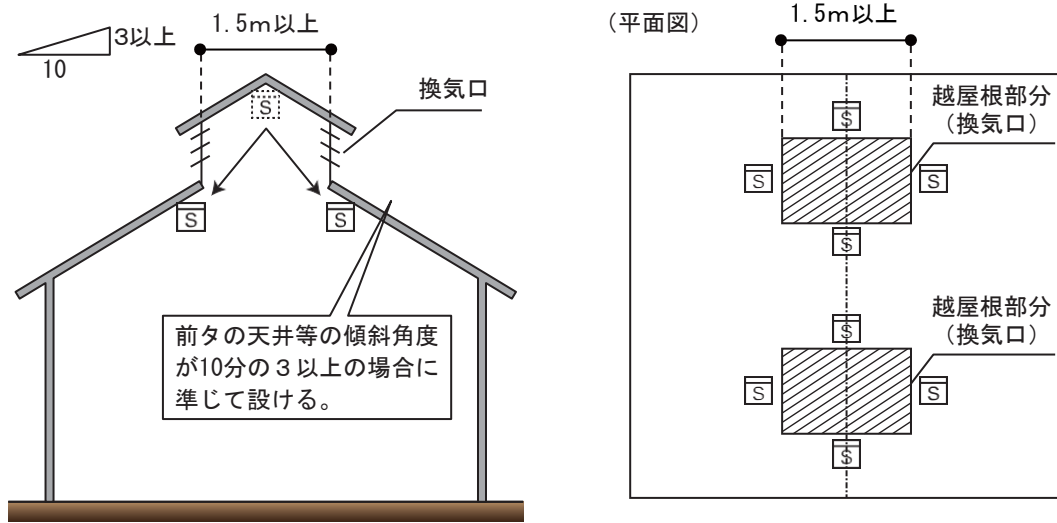 3以上
10
1.5m以上
換気口
S
S
S
前タの天井等の傾斜角度
が10分の3以上の場合に
準じて設ける。
(平面図)
1.5m以上
越屋根部分
(換気口)
S
S
S
S
越屋根部分
(換気口)
S
S
S
S